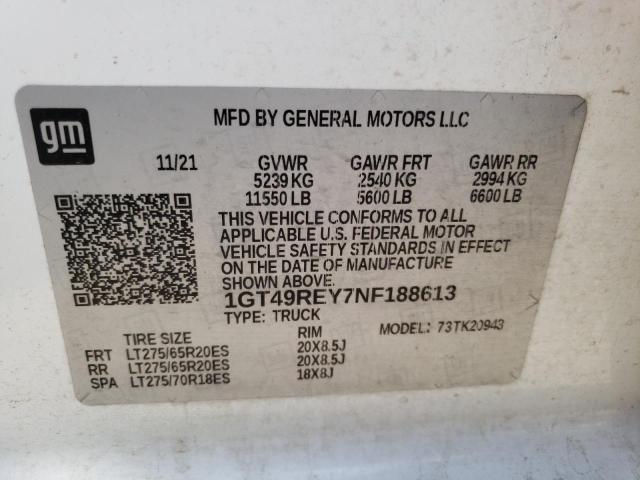 gm
MFD BY GENERAL MOTORS LLC
11/21 GVWR GAWR FRT GAWR RR
5239 KG 2540 KG 2994 KG
11550 LB 5600 LB 6600 LB
THIS VEHICLE CONFORMS TO ALL
APPLICABLE U.S. FEDERAL MOTOR
VEHICLE SAFETY STANDARDS IN EFFECT
ON THE DATE OF MANUFACTURE
SHOWN ABOVE.
1GT49REY7NF188613
TYPE: TRUCK MODEL: 73TK20943
TIRE SIZE RIM
FRT LT275/65R20ES 20X8.5J
RR LT275/65R20ES 20X8.5J
SPA LT275/70R18ES 18X8J